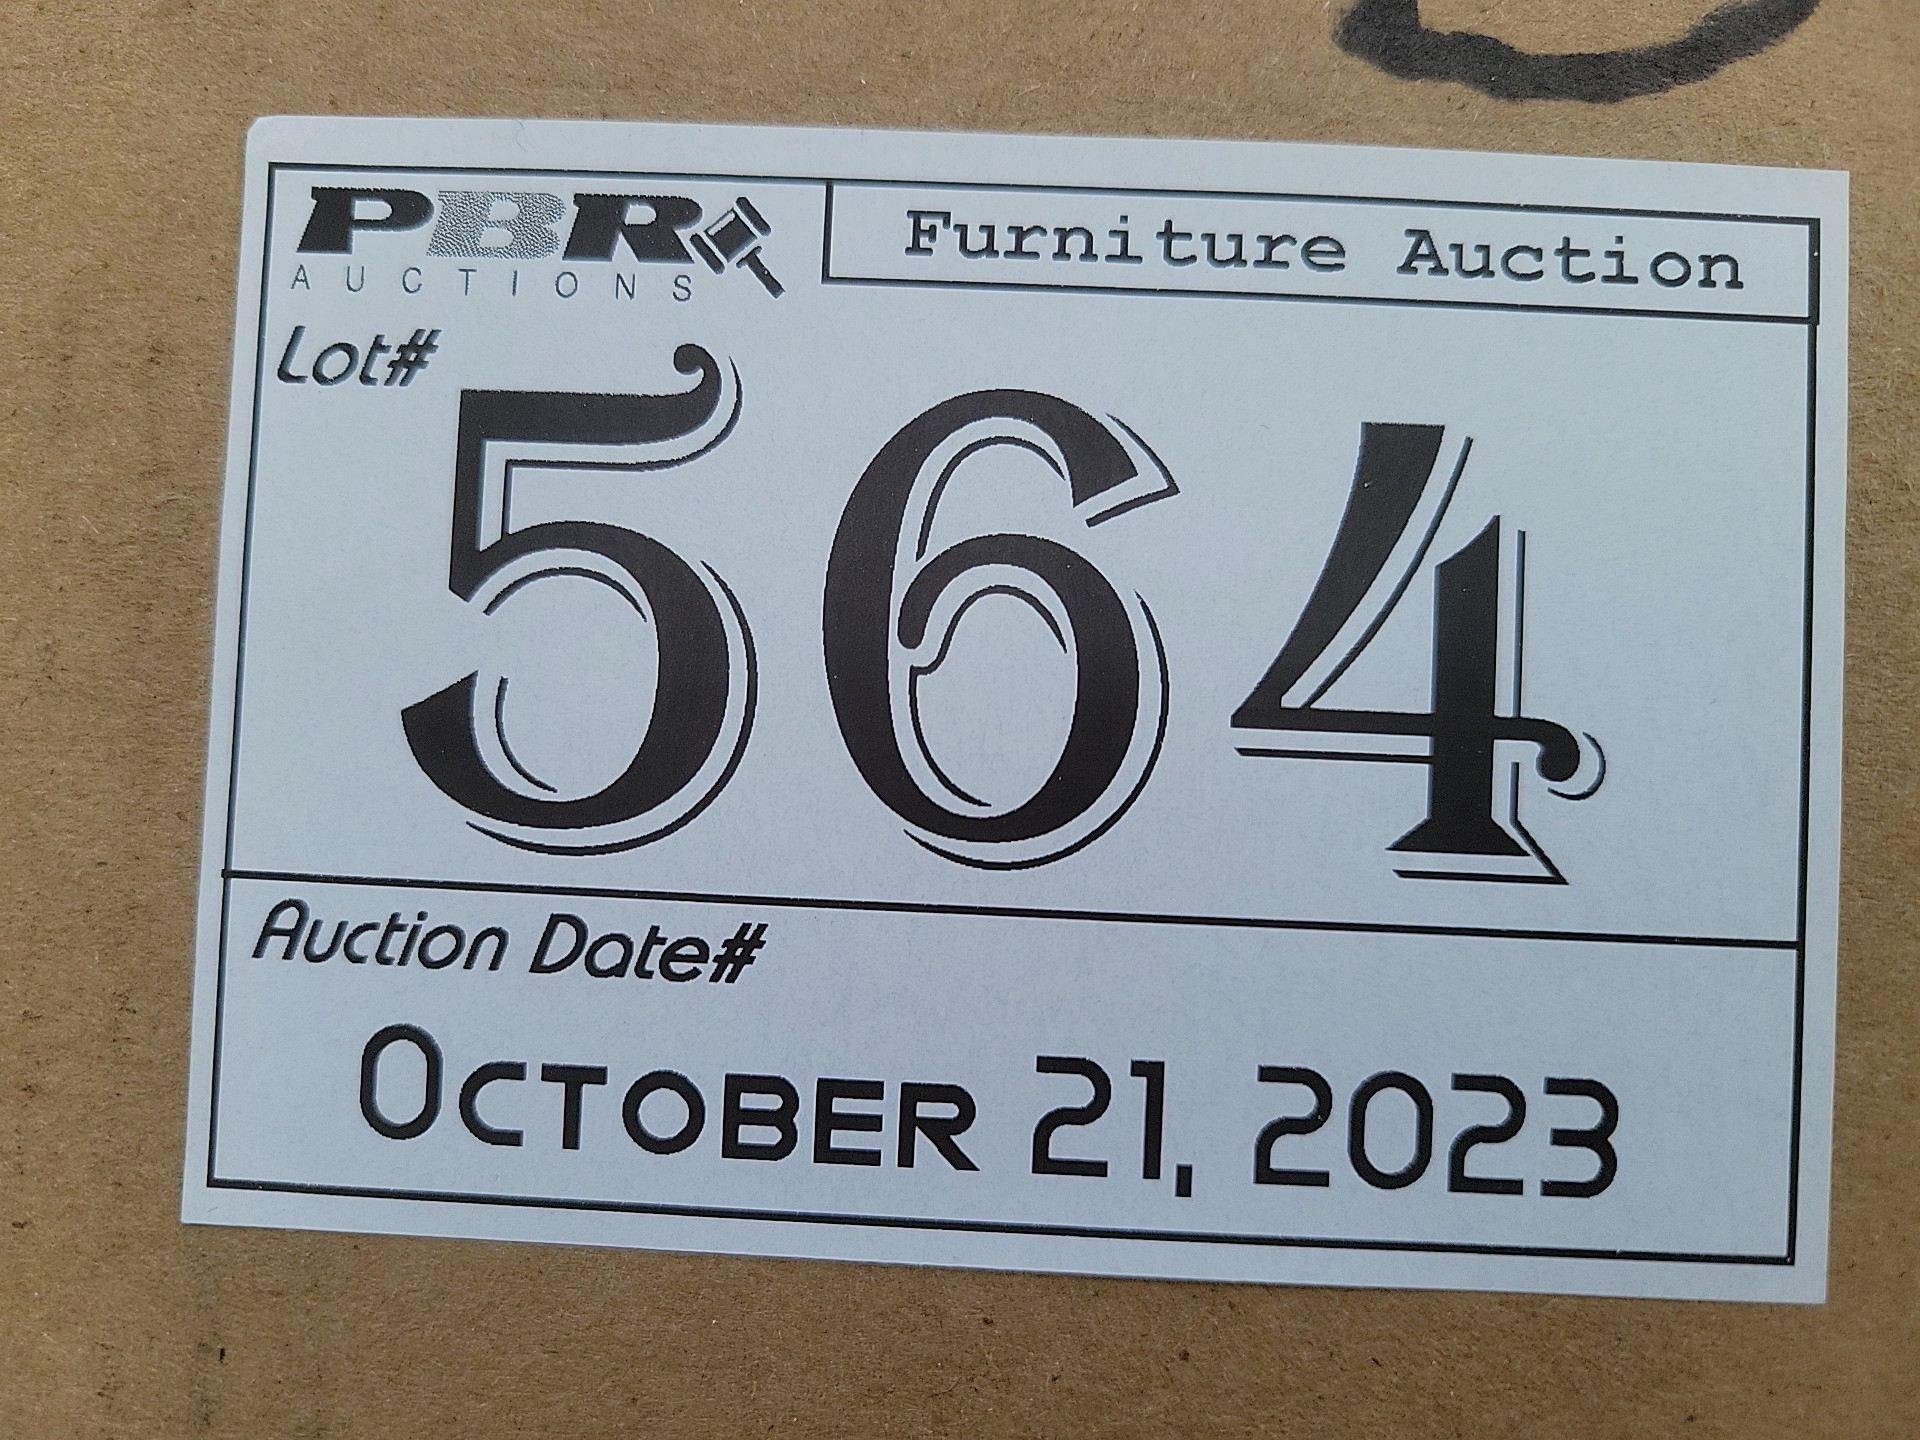 PBR
AUCTIONS
Furniture Auction
Lot#
564
Auction Date#
OCTOBER 21, 2023